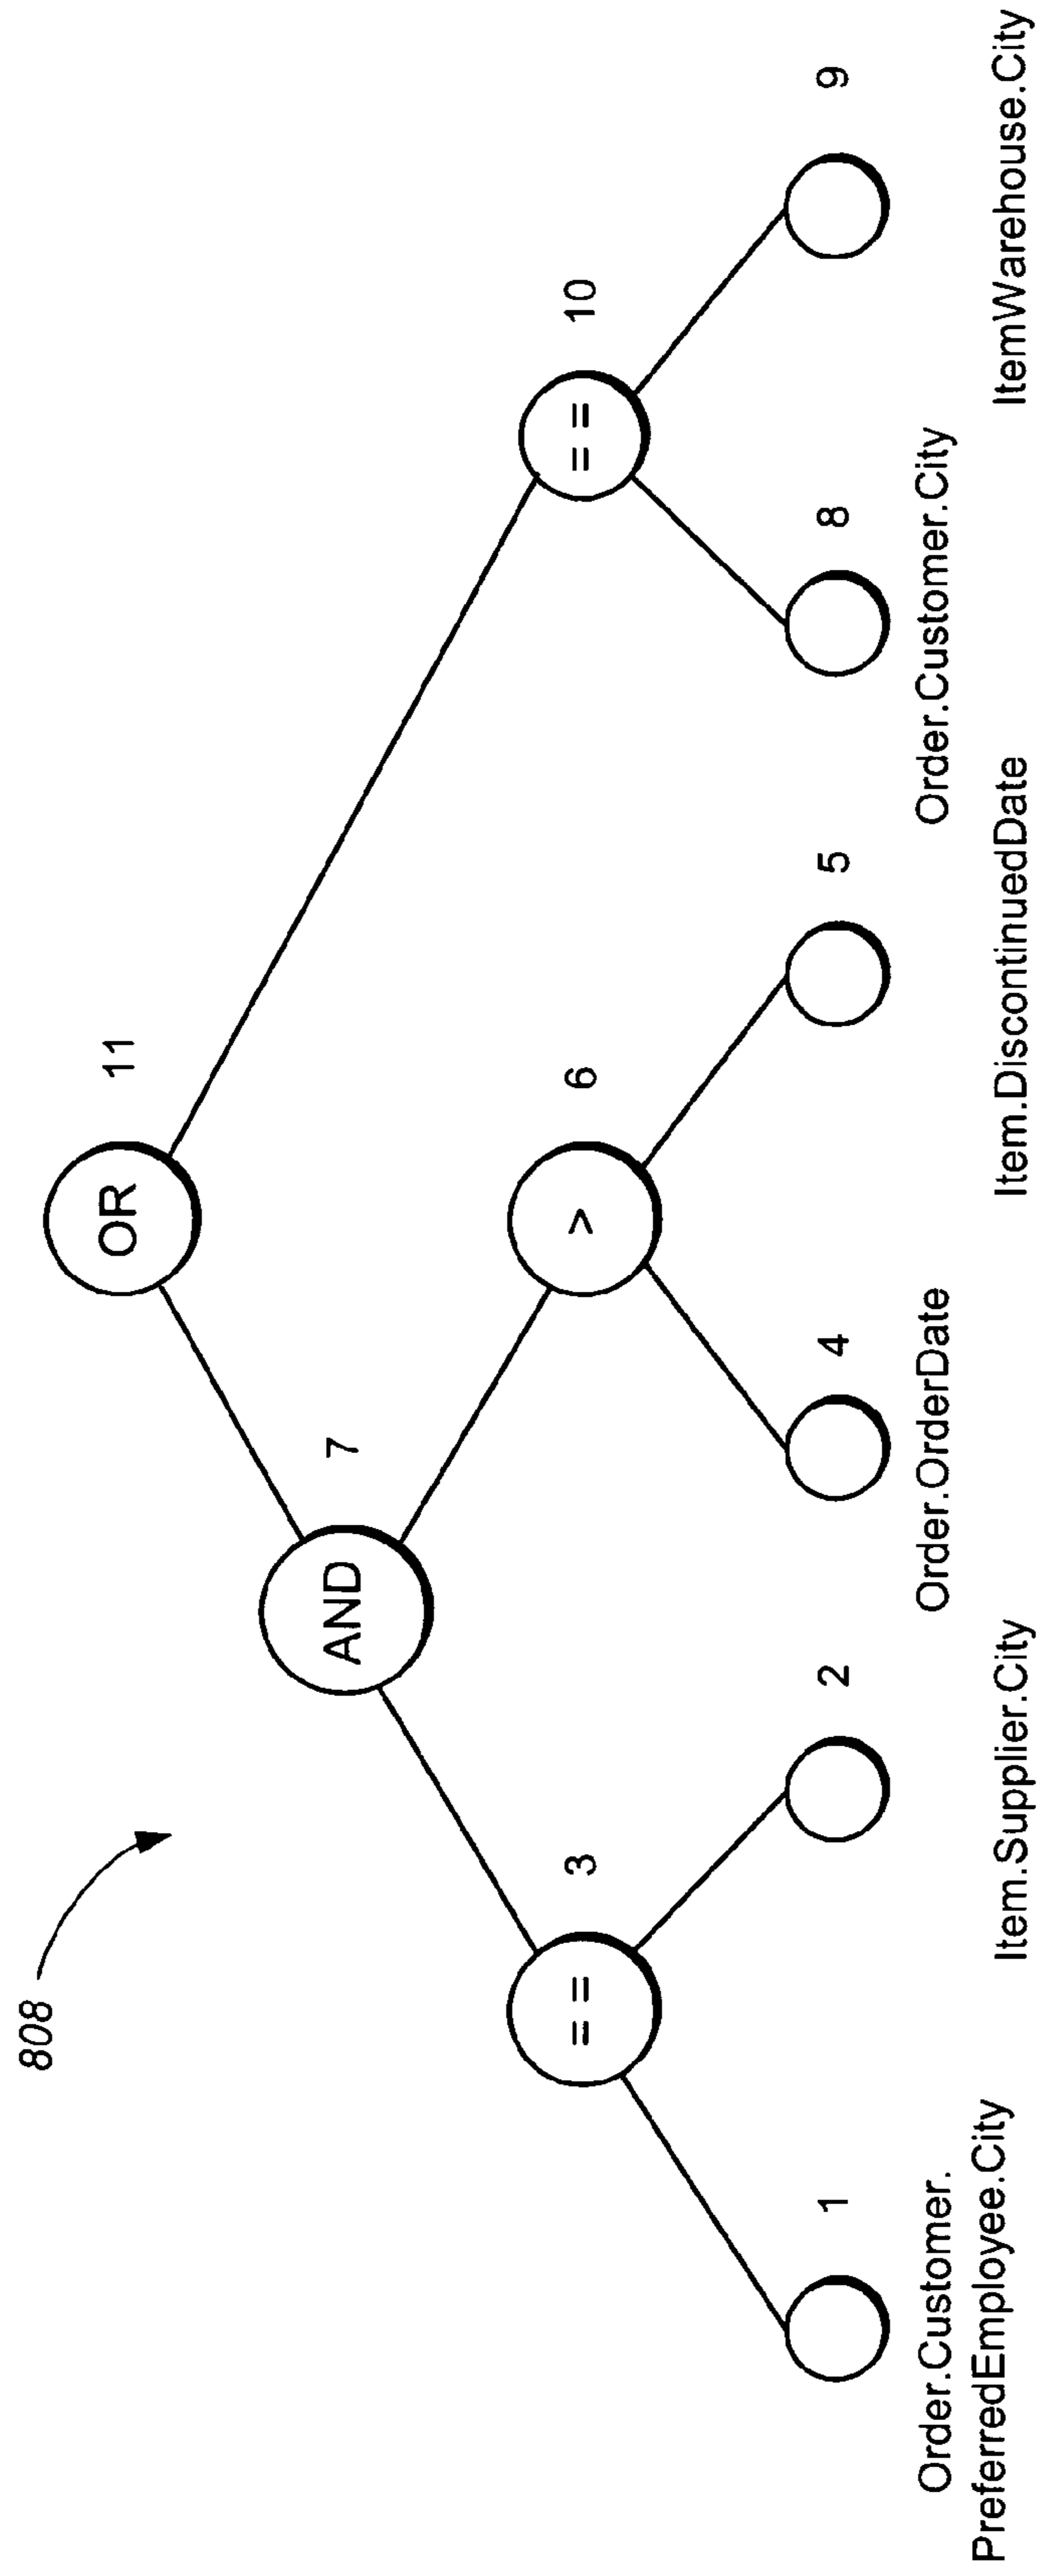 808
11
OR
7
AND
3 6 10
= = > = =
1 2 4 5 8 9
Order.Customer.
PreferredEmployee.City
Item.Supplier.City
Order.OrderDate
Item.DiscontinuedDate
Order.Customer.City
ItemWarehouse.City